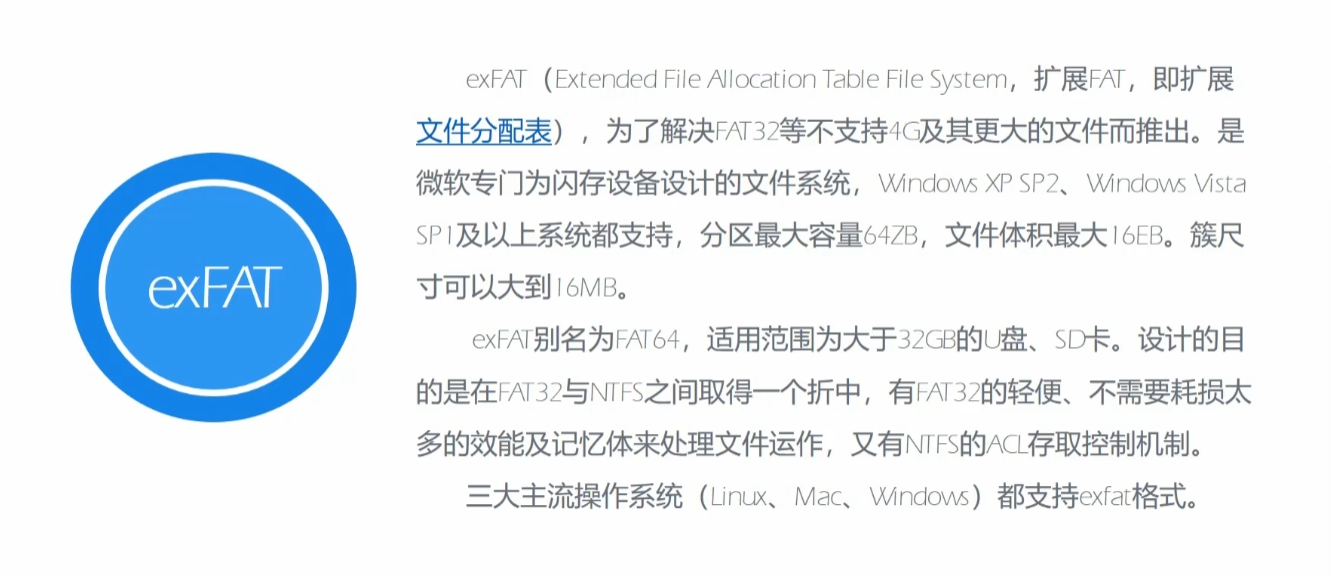 exFAT
exFAT（Extended File Allocation Table File System，扩展FAT，即扩展
文件分配表），为了解决FAT32等不支持4G及其更大的文件而推出。是
微软专门为闪存设备设计的文件系统，Windows XP SP2、Windows Vista
SP1及以上系统都支持，分区最大容量64ZB，文件体积最大16EB。簇尺
寸可以大到16MB。
exFAT别名为FAT64，适用范围为大于32GB的U盘、SD卡。设计的目
的是在FAT32与NTFS之间取得一个折中，有FAT32的轻便、不需要耗损太
多的效能及记忆体来处理文件运作，又有NTFS的ACL存取控制机制。
三大主流操作系统（Linux、Mac、Windows）都支持exfat格式。